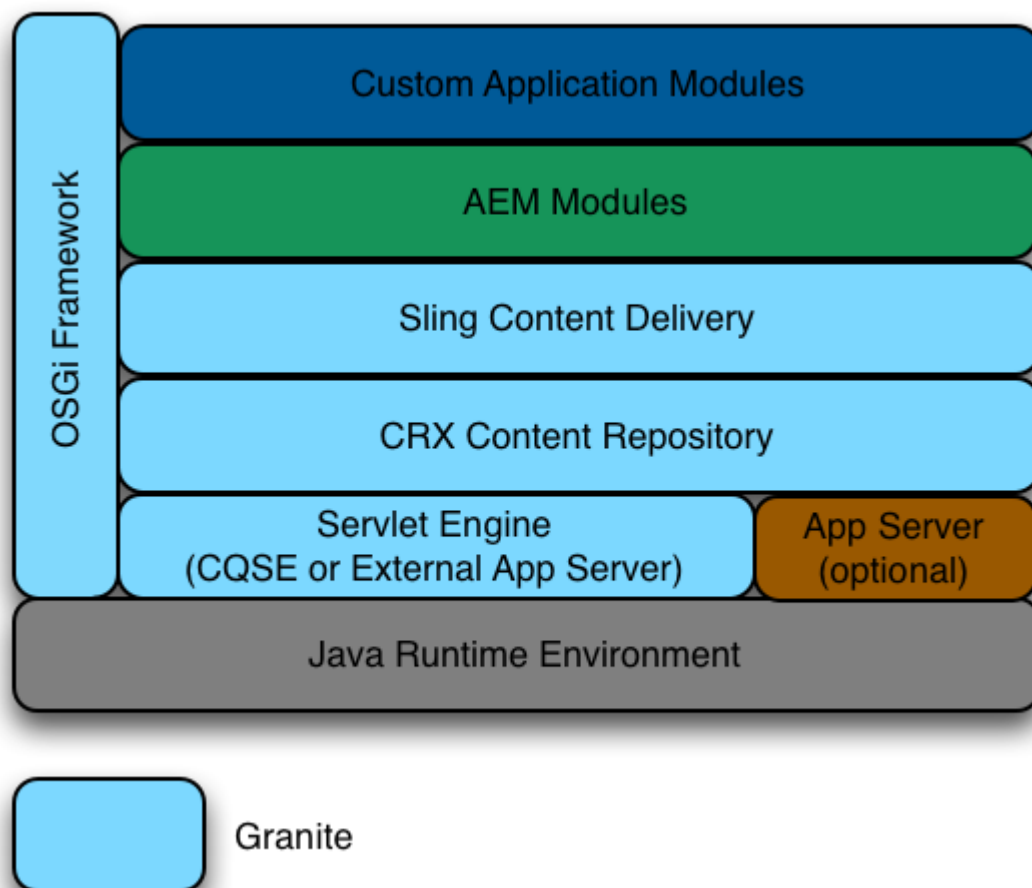 OSGi Framework
Custom Application Modules
AEM Modules
Sling Content Delivery
CRX Content Repository
Servlet Engine
(CQSE or External App Server)
App Server
(optional)
Java Runtime Environment
Granite